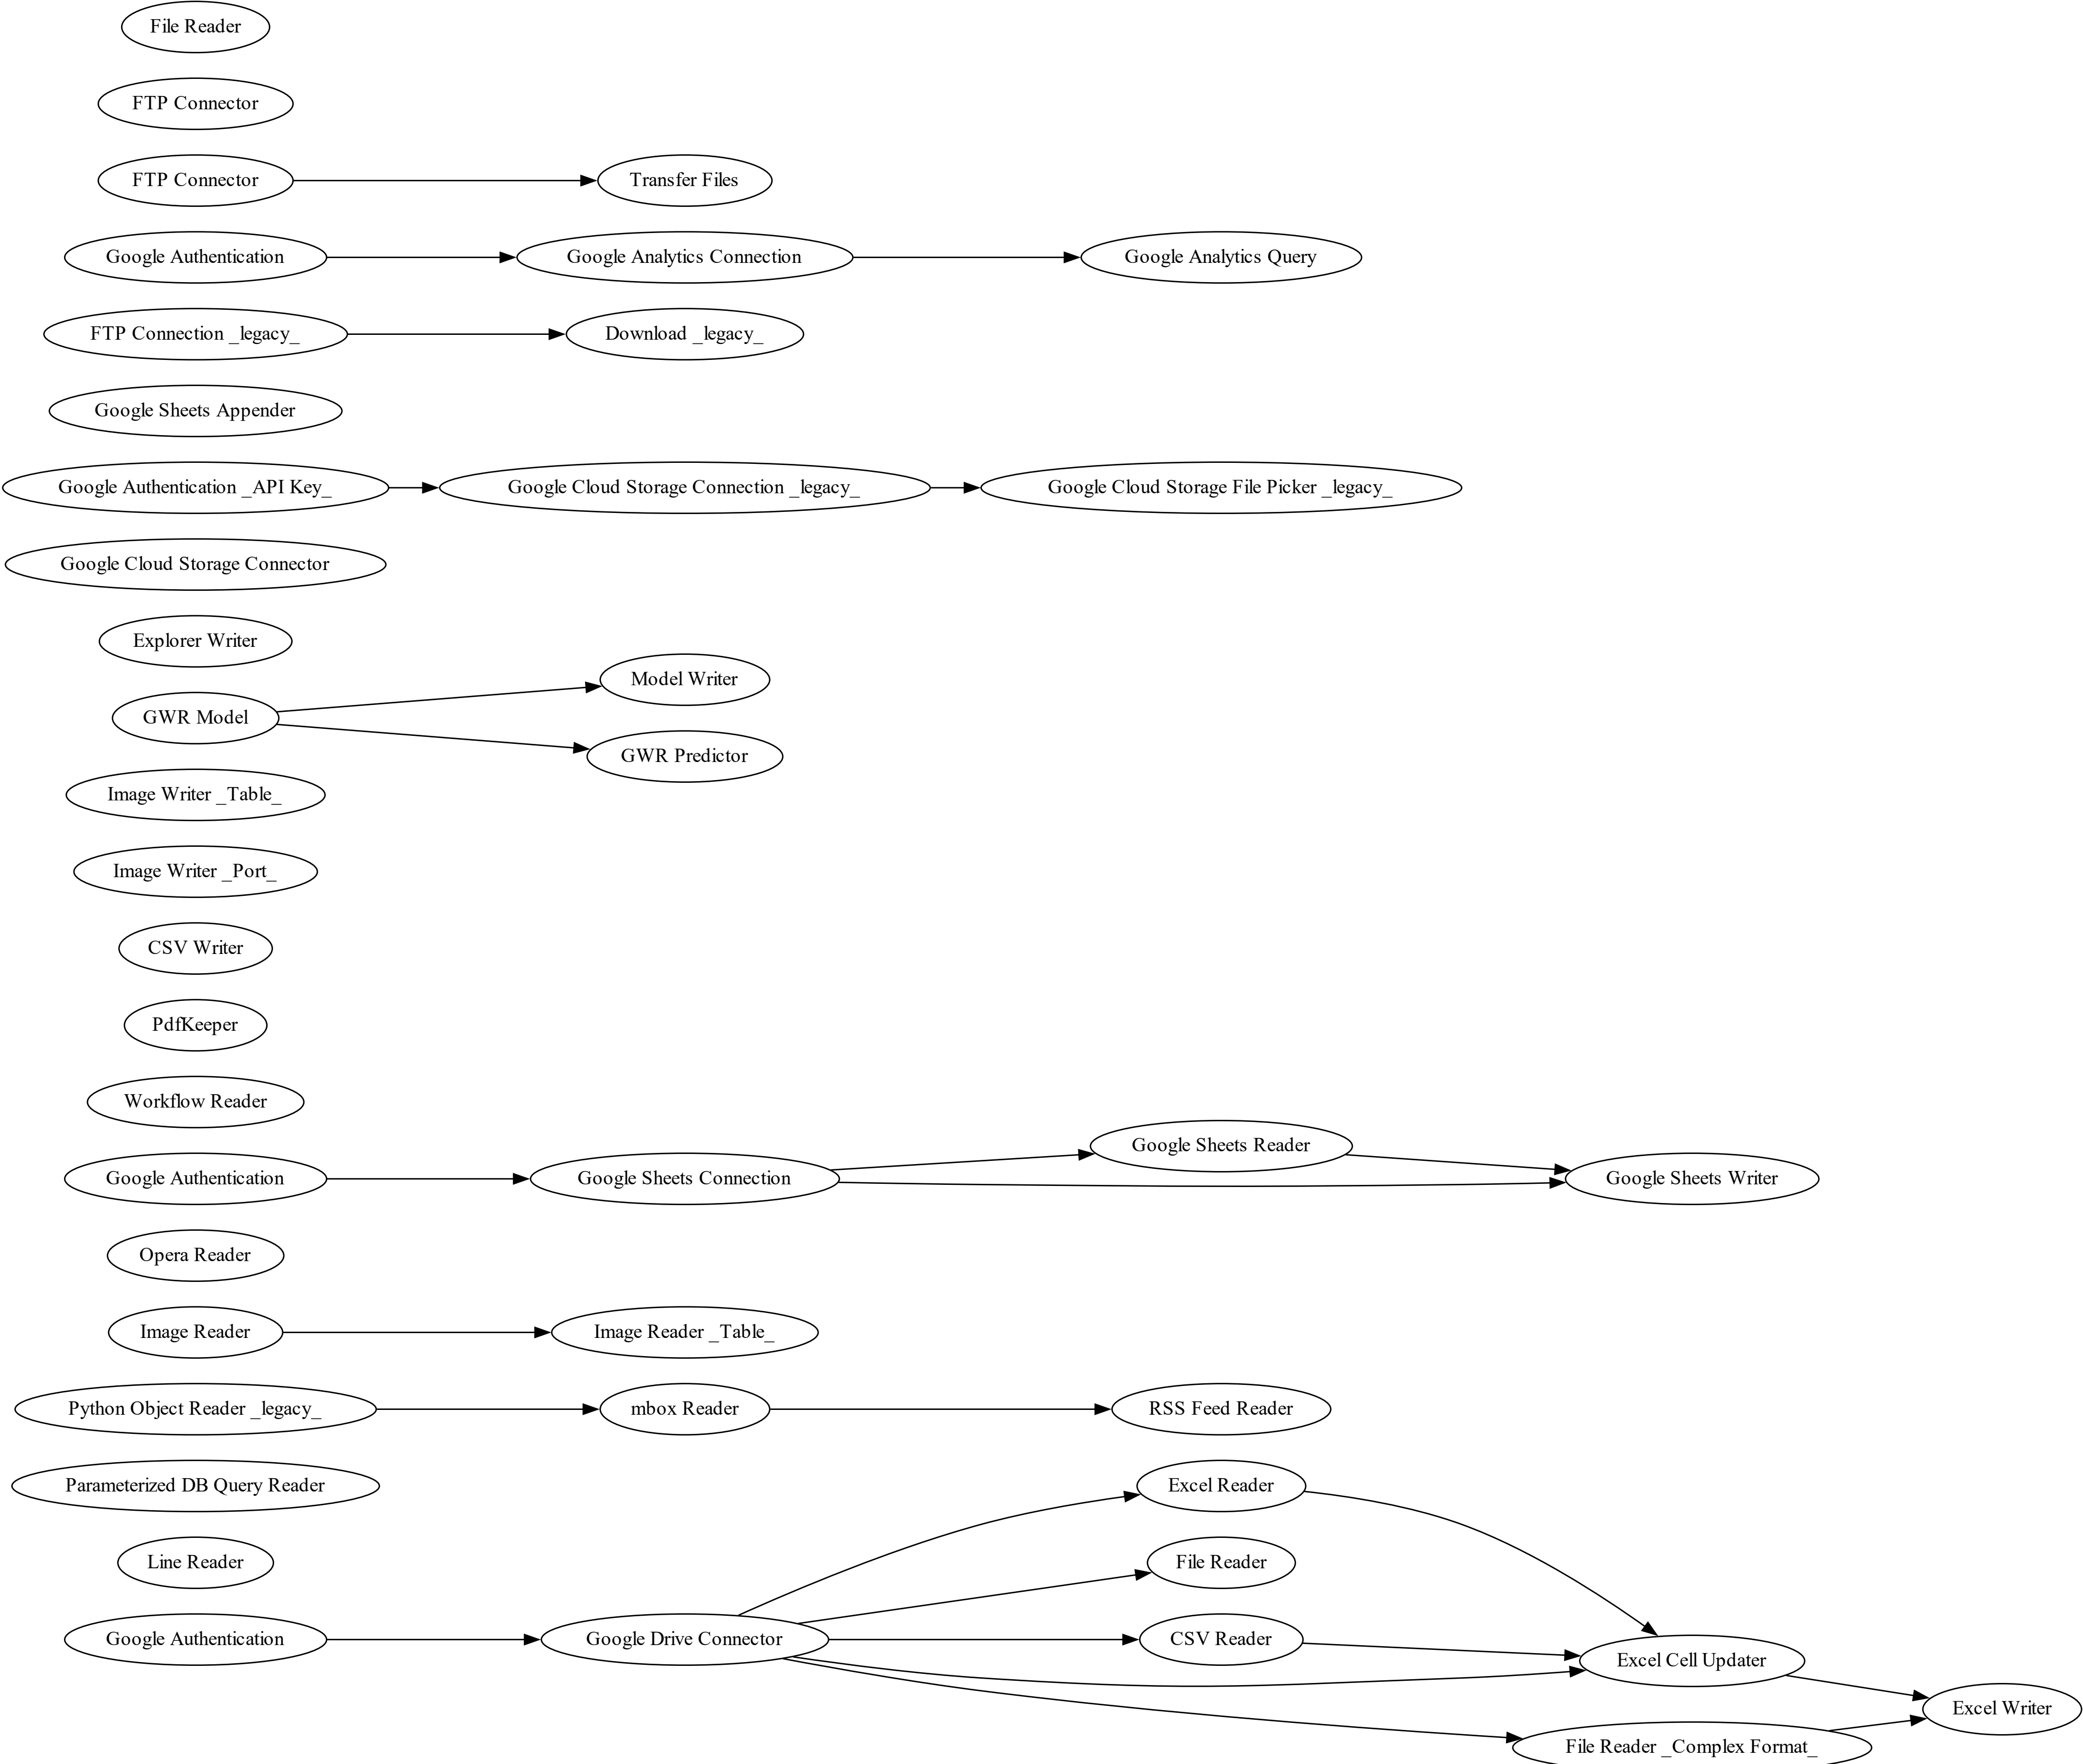 File Reader
FTP Connector
FTP Connector
Transfer Files
Google Authentication
Google Analytics Connection
Google Analytics Query
FTP Connection _legacy_
Download _legacy_
Google Sheets Appender
Google Authentication _API Key_
Google Cloud Storage Connection _legacy_
Google Cloud Storage File Picker _legacy_
Google Cloud Storage Connector
Explorer Writer
Model Writer
GWR Model
GWR Predictor
Image Writer _Table_
Image Writer _Port_
CSV Writer
PdfKeeper
Workflow Reader
Google Sheets Reader
Google Authentication
Google Sheets Connection
Google Sheets Writer
Opera Reader
Image Reader
Image Reader _Table_
Python Object Reader _legacy_
mbox Reader
RSS Feed Reader
Parameterized DB Query Reader
Excel Reader
Line Reader
File Reader
Google Authentication
Google Drive Connector
CSV Reader
Excel Cell Updater
Excel Writer
File Reader _Complex Format_